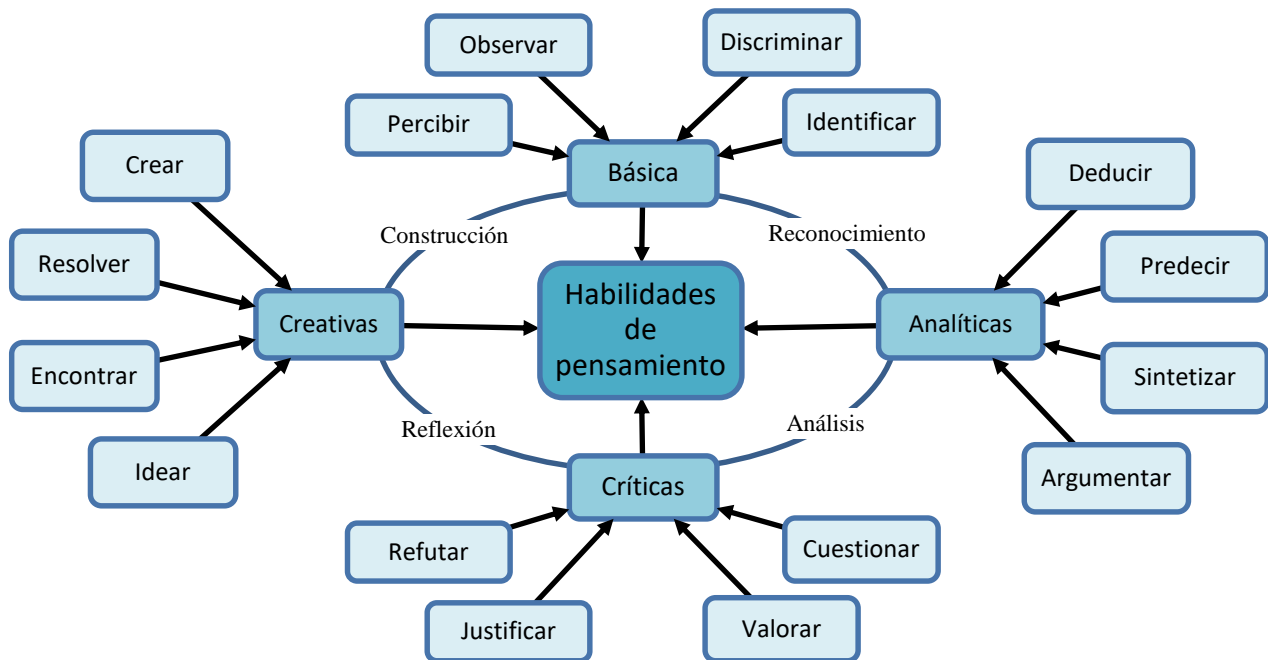 Observar
Discriminar
Percibir
Identificar
Crear
Básica
Deducir
Construcción
Reconocimiento
Resolver
Predecir
Habilidades
de
pensamiento
Creativas
Analíticas
Encontrar
Sintetizar
Reflexión
Análisis
Idear
Críticas
Argumentar
Refutar
Cuestionar
Justificar
Valorar